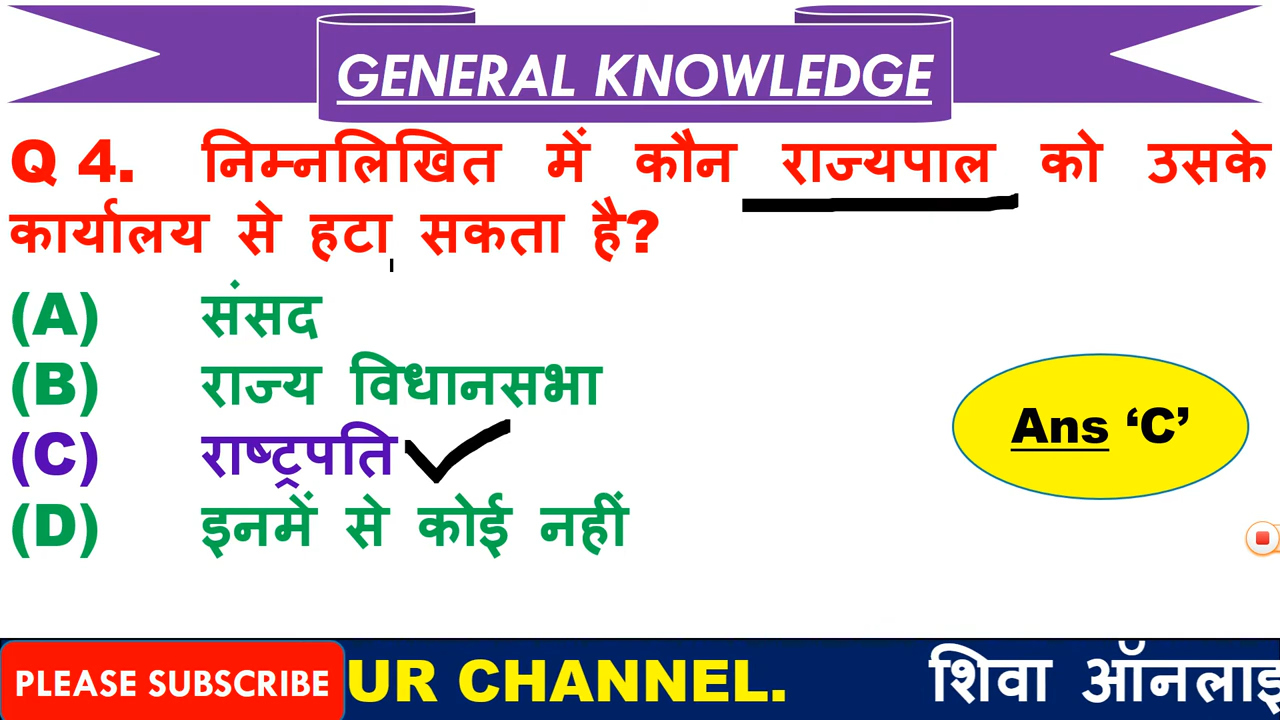 GENERAL KNOWLEDGE
Q 4. निम्नलिखित में कौन राज्यपाल को उसके
कार्यालय से हटा सकता है?
(A) संसद
(B) राज्य विधानसभा
(C) राष्ट्रपति
(D) इनमें से कोई नहीं
Ans ‘C’
PLEASE SUBSCRIBE UR CHANNEL. शिवा ऑनलाइ